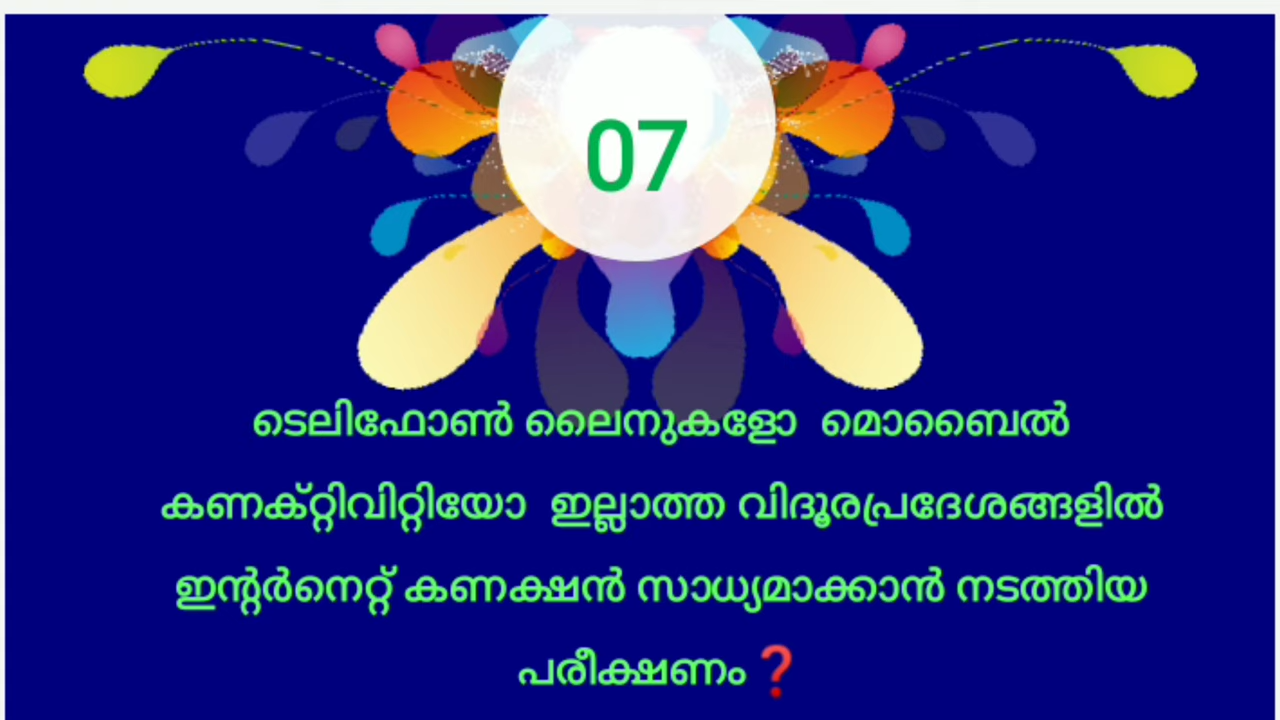 07
ടെലിഫോൺ ലൈനുകളോ മൊബൈൽ
കണക്റ്റിവിറ്റിയോ ഇല്ലാത്ത വിദൂരപ്രദേശങ്ങളിൽ
ഇന്റർനെറ്റ് കണക്ഷൻ സാധ്യമാക്കാൻ നടത്തിയ
പരീക്ഷണം ❓